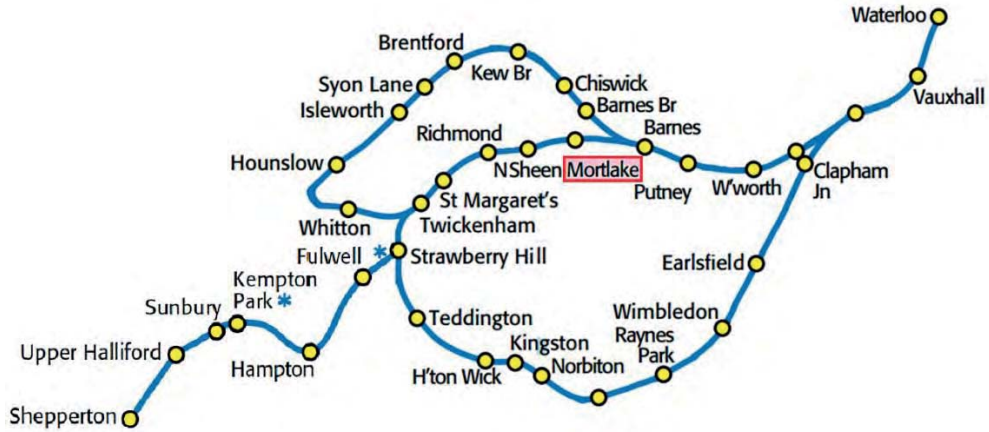 Waterloo
Vauxhall
Brentford
Kew Br
Chiswick
Syon Lane
Isleworth
Barnes Br
Richmond
Barnes
Hounslow
N Sheen
Mortlake
Putney
W'worth
Clapham
Jn
St Margaret's
Whitton
Twickenham
Fulwell *
Strawberry Hill
Earlsfield
Kempton
Park *
Sunbury
Wimbledon
Teddington
Raynes
Park
Upper Halliford
Hampton
Kingston
H'ton Wick
Norbiton
Shepperton